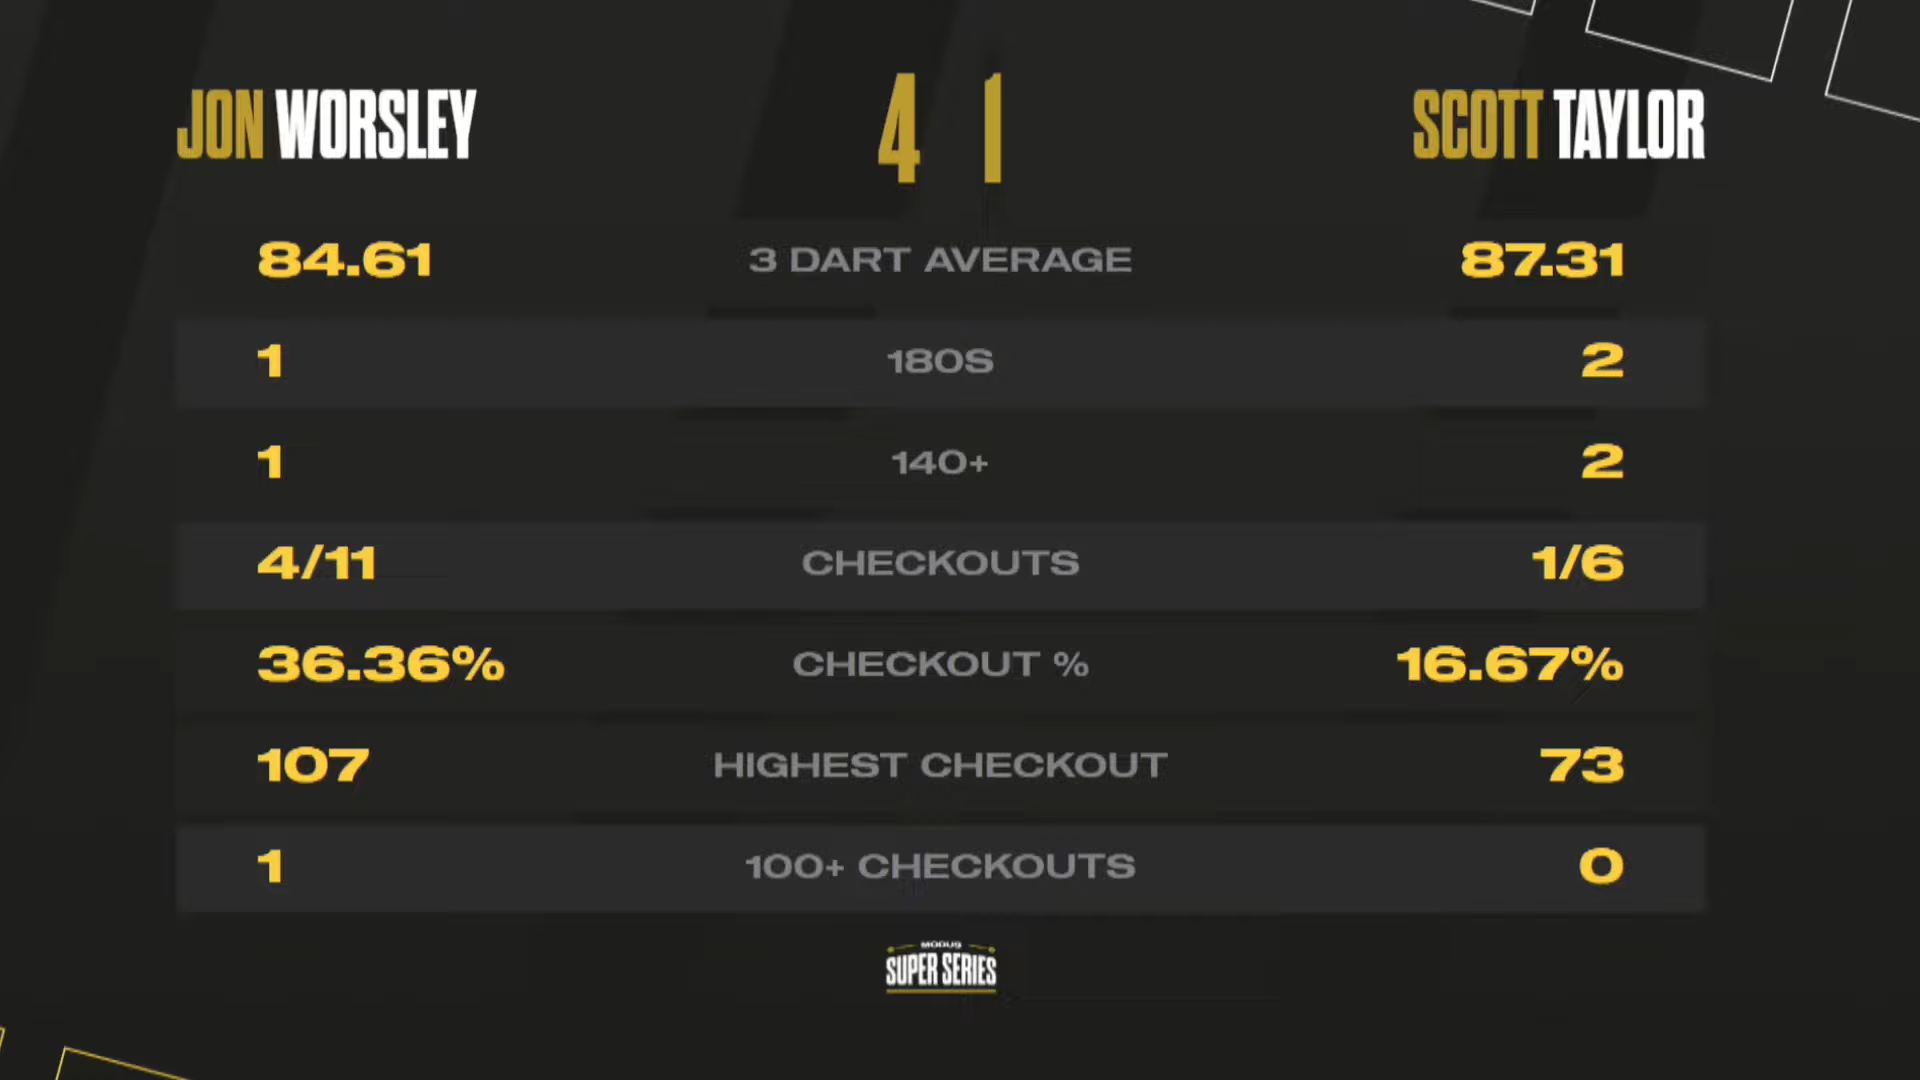 JON WORSLEY 4 1 SCOTT TAYLOR
84.61 3 DART AVERAGE 87.31
1 180S 2
1 140+ 2
4/11 CHECKOUTS 1/6
36.36% CHECKOUT % 16.67%
107 HIGHEST CHECKOUT 73
1 100+ CHECKOUTS 0
MODUS
SUPER SERIES